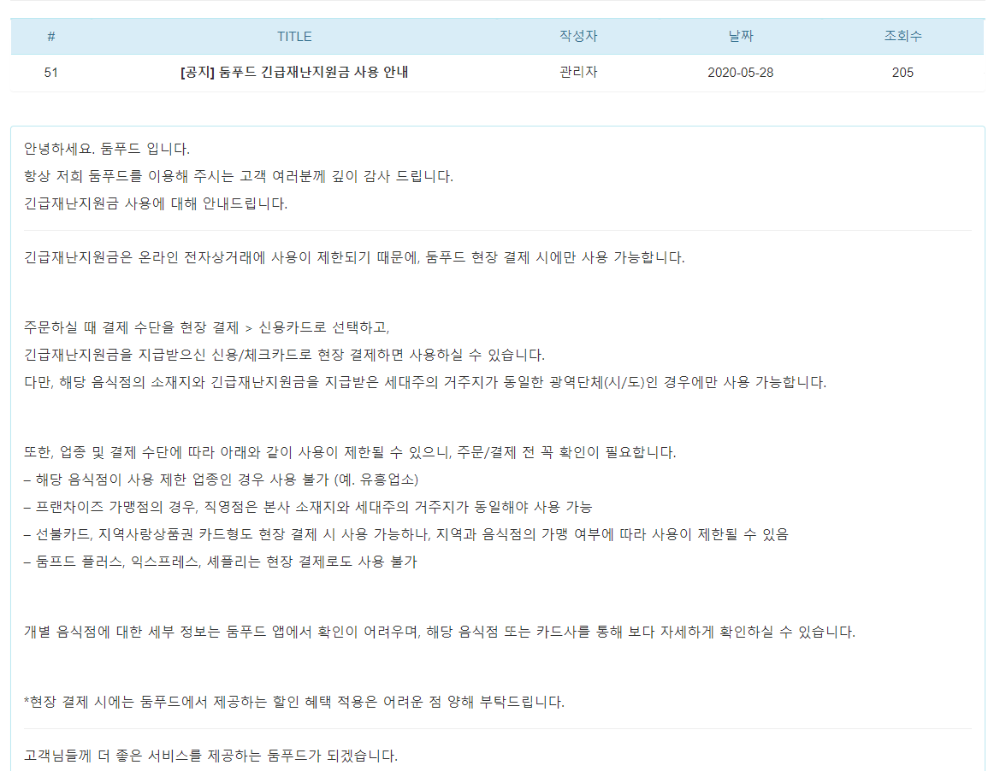 # TITLE 작성자 날짜 조회수
51 [공지] 둠푸드 긴급재난지원금 사용 안내 관리자 2020-05-28 205
안녕하세요. 둠푸드 입니다.
항상 저희 둠푸드를 이용해 주시는 고객 여러분께 깊이 감사 드립니다.
긴급재난지원금 사용에 대해 안내드립니다.
긴급재난지원금은 온라인 전자상거래에 사용이 제한되기 때문에, 둠푸드 현장 결제 시에만 사용 가능합니다.
주문하실 때 결제 수단을 현장 결제 > 신용카드로 선택하고,
긴급재난지원금을 지급받으신 신용/체크카드로 현장 결제하면 사용하실 수 있습니다.
다만, 해당 음식점의 소재지와 긴급재난지원금을 지급받은 세대주의 거주지가 동일한 광역단체(시/도)인 경우에만 사용 가능합니다.
또한, 업종 및 결제 수단에 따라 아래와 같이 사용이 제한될 수 있으니, 주문/결제 전 꼭 확인이 필요합니다.
– 해당 음식점이 사용 제한 업종인 경우 사용 불가 (예. 유흥업소)
– 프랜차이즈 가맹점의 경우, 직영점은 본사 소재지와 세대주의 거주지가 동일해야 사용 가능
– 선불카드, 지역사랑상품권 카드형도 현장 결제 시 사용 가능하나, 지역과 음식점의 가맹 여부에 따라 사용이 제한될 수 있음
– 둠프드 플러스, 익스프레스, 셰플리는 현장 결제로도 사용 불가
개별 음식점에 대한 세부 정보는 둠푸드 앱에서 확인이 어려우며, 해당 음식점 또는 카드사를 통해 보다 자세하게 확인하실 수 있습니다.
*현장 결제 시에는 둠푸드에서 제공하는 할인 혜택 적용은 어려운 점 양해 부탁드립니다.
고객님들께 더 좋은 서비스를 제공하는 둠푸드가 되겠습니다.